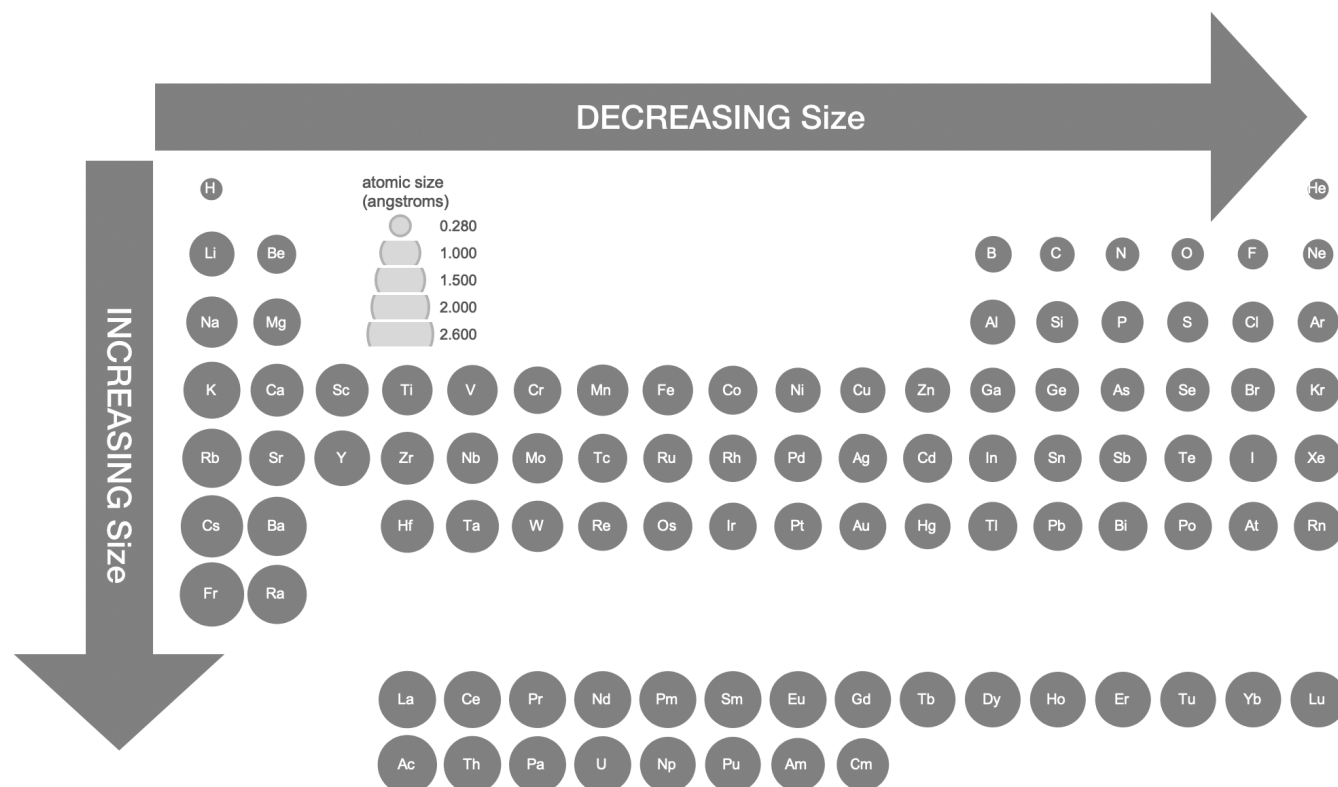 DECREASING Size
INCREASING Size
atomic size
(angstroms)
0.280
1.000
1.500
2.000
2.600
H He
Li Be B C N O F Ne
Na Mg Al Si P S Cl Ar
K Ca Sc Ti V Cr Mn Fe Co Ni Cu Zn Ga Ge As Se Br Kr
Rb Sr Y Zr Nb Mo Tc Ru Rh Pd Ag Cd In Sn Sb Te I Xe
Cs Ba Hf Ta W Re Os Ir Pt Au Hg Tl Pb Bi Po At Rn
Fr Ra
La Ce Pr Nd Pm Sm Eu Gd Tb Dy Ho Er Tu Yb Lu
Ac Th Pa U Np Pu Am Cm